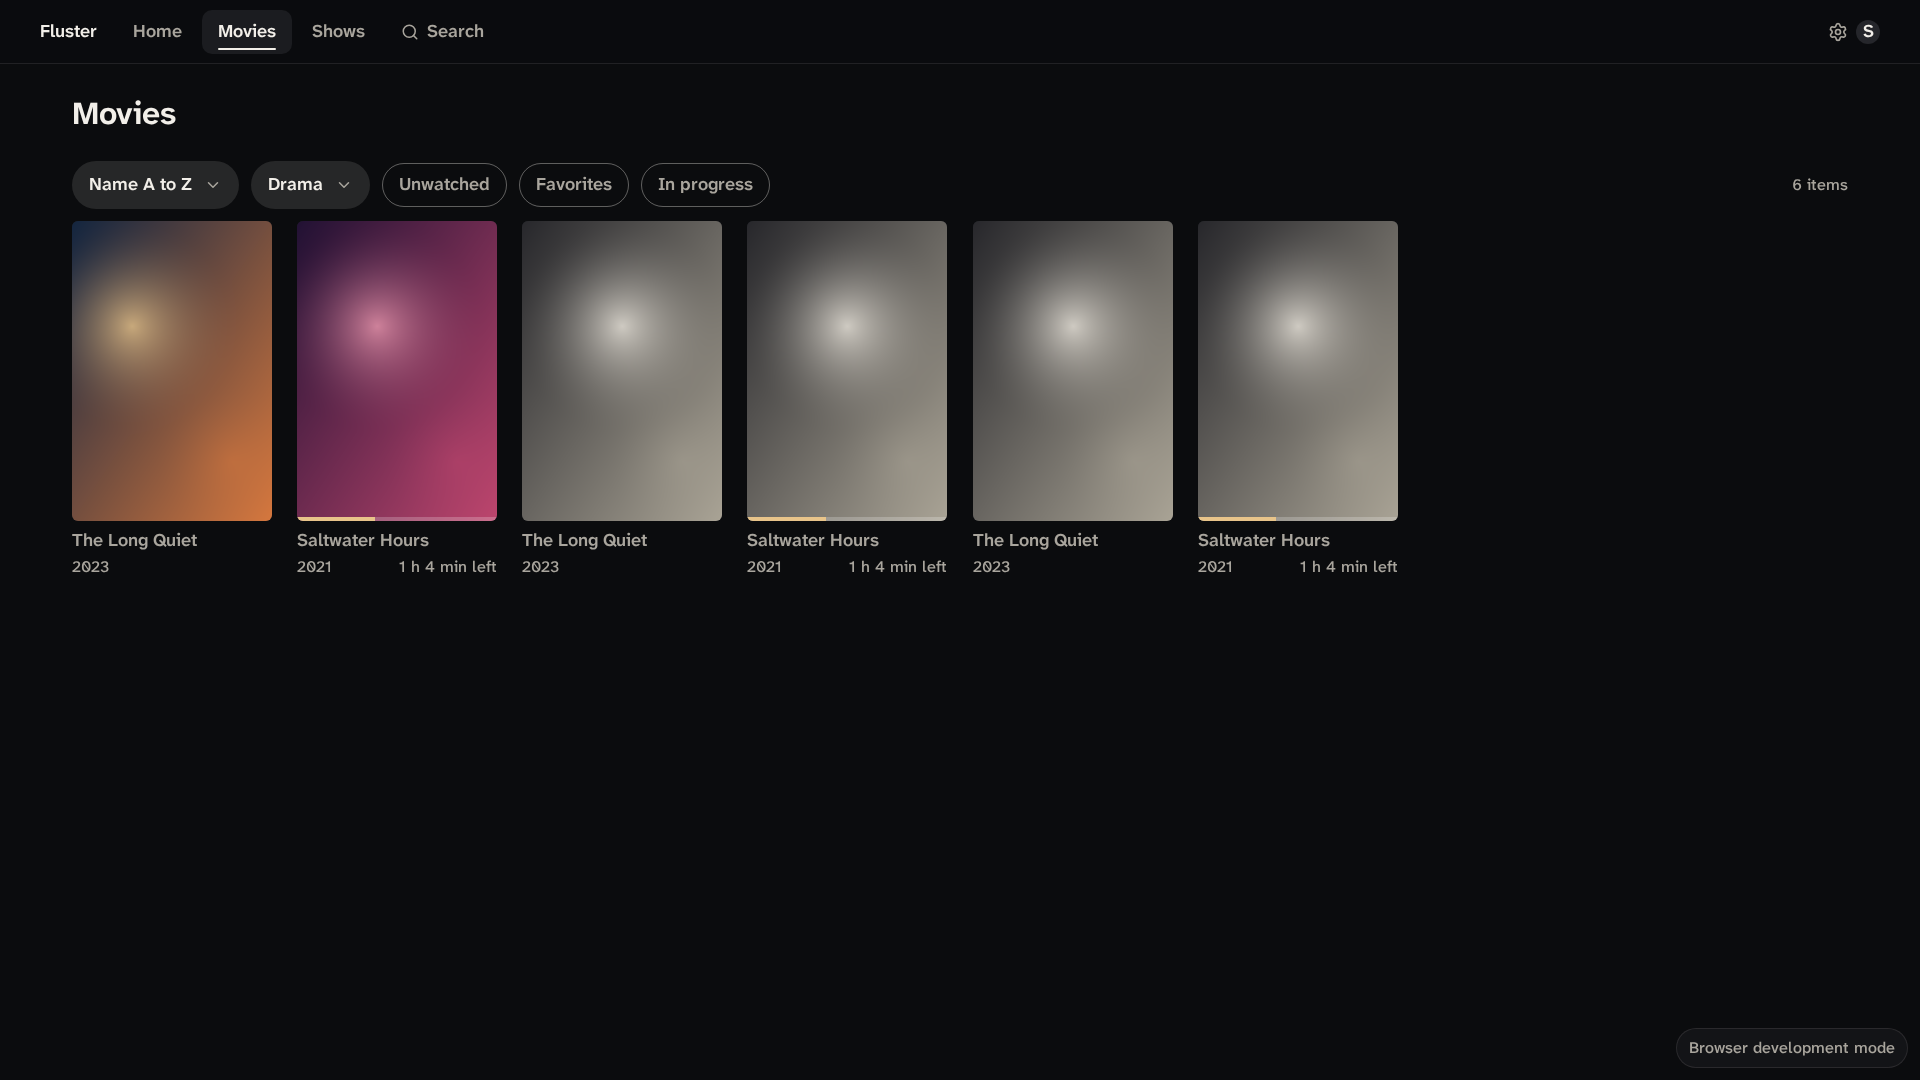 Fluster Home Movies Shows Search S
Movies
Name A to Z Drama Unwatched Favorites In progress 6 items
The Long Quiet Saltwater Hours The Long Quiet Saltwater Hours The Long Quiet Saltwater Hours
2023 2021 1 h 4 min left 2023 2021 1 h 4 min left 2023 2021 1 h 4 min left
Browser development mode